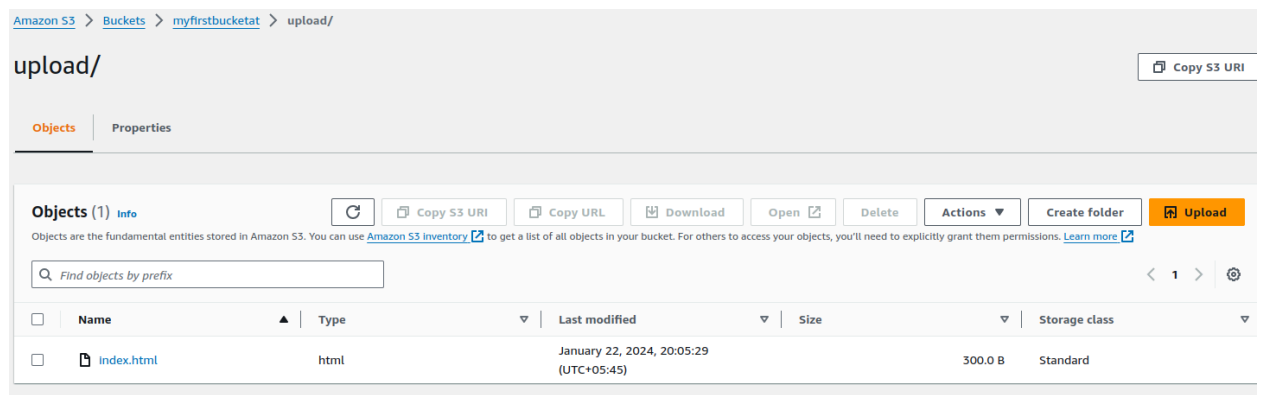 Amazon S3 > Buckets > myfirstbucketat > upload/
upload/
Copy S3 URI
Objects Properties
Objects (1) Info
Copy S3 URI Copy URL Download Open Delete Actions Create folder Upload
Objects are the fundamental entities stored in Amazon S3. You can use Amazon S3 inventory to get a list of all objects in your bucket. For others to access your objects, you'll need to explicitly grant them permissions. Learn more
Find objects by prefix
< 1 >
Name Type Last modified Size Storage class
index.html html January 22, 2024, 20:05:29 300.0 B Standard
(UTC+05:45)